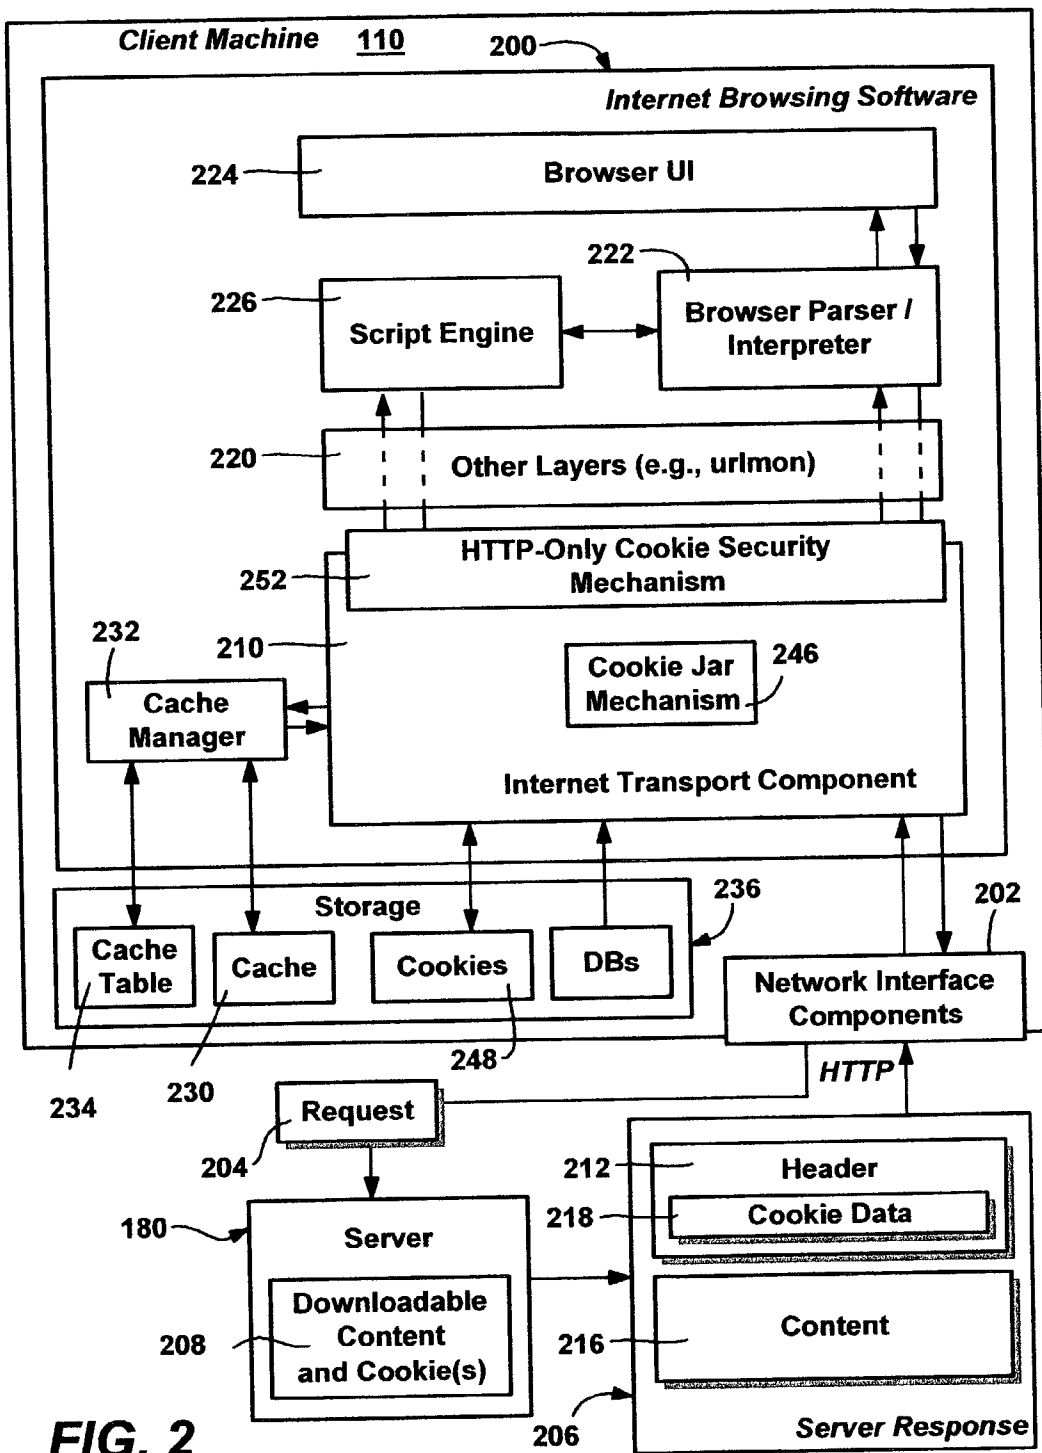 Client Machine 110
200
Internet Browsing Software
224
Browser UI
222
226
Script Engine
Browser Parser /
Interpreter
220
Other Layers (e.g., urlmon)
HTTP-Only Cookie Security
Mechanism
252
232
210
Cookie Jar
Mechanism
246
Cache
Manager
Internet Transport Component
Storage
236
202
Cache
Table
Cache
Cookies
DBs
Network Interface
Components
234
230
248
HTTP
Request
204
212
Header
218
Cookie Data
180
Server
Downloadable
Content
and Cookie(s)
208
216
Content
206
Server Response
FIG. 2